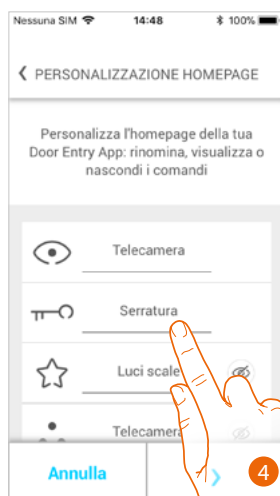 Nessuna SIM 14:48 100%
PERSONALIZZAZIONE HOMEPAGE
Personalizza l'homepage della tua
Door Entry App: rinomina, visualizza o
nascondi i comandi
Telecamera
Serratura
Luci scale
Telecamera
Annulla
4